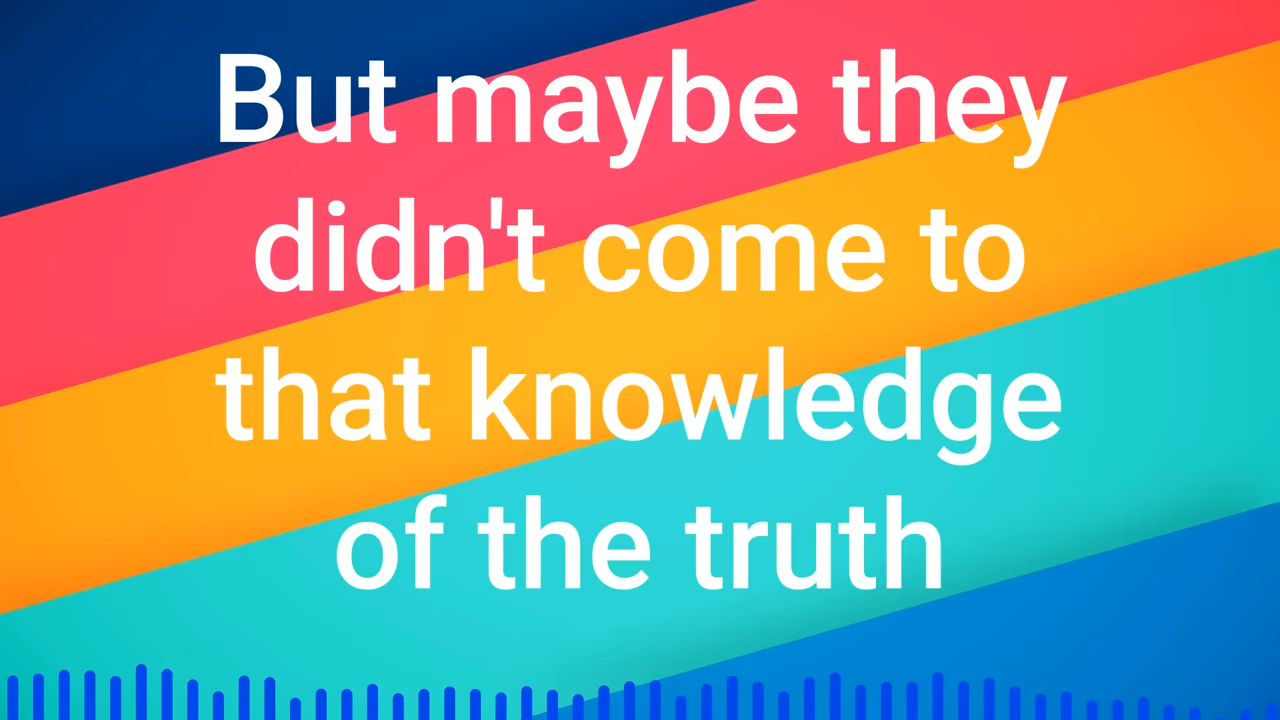 But maybe they
didn't come to
that knowledge
of the truth